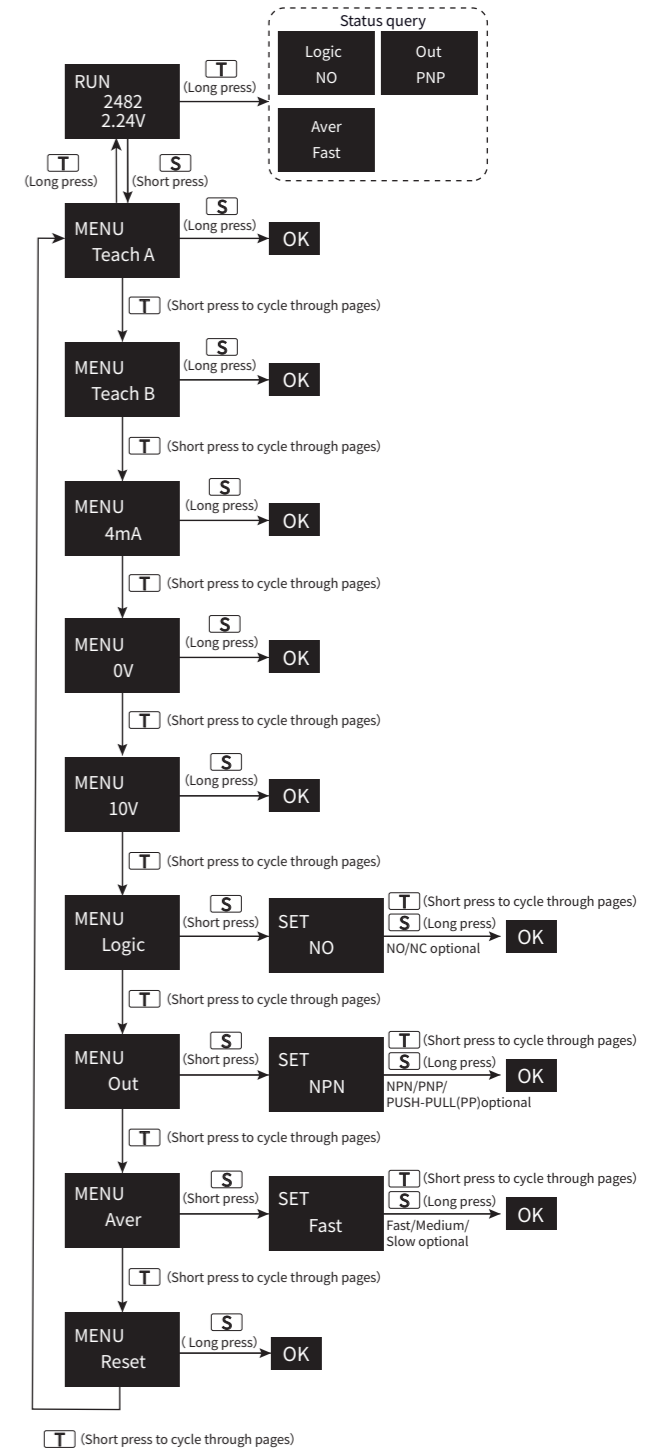 Status query
Logic
NO
Out
PNP
Aver
Fast
RUN
2482
2.24V
T
(Long press)
T
(Long press)
S
(Short press)
MENU
Teach A
S
(Long press)
OK
T (Short press to cycle through pages)
MENU
Teach B
S
(Long press)
OK
T (Short press to cycle through pages)
MENU
4mA
S
(Long press)
OK
T (Short press to cycle through pages)
MENU
0V
S
(Long press)
OK
T (Short press to cycle through pages)
MENU
10V
S
(Long press)
OK
T (Short press to cycle through pages)
MENU
Logic
S
(Short press)
SET
NO
T (Short press to cycle through pages)
S (Long press)
NO/NC optional
OK
T (Short press to cycle through pages)
MENU
Out
S
(Short press)
SET
NPN
T (Short press to cycle through pages)
S (Long press)
NPN/PNP/
PUSH-PULL(PP)optional
OK
T (Short press to cycle through pages)
MENU
Aver
S
(Short press)
SET
Fast
T (Short press to cycle through pages)
S (Long press)
Fast/Medium/
Slow optional
OK
T (Short press to cycle through pages)
MENU
Reset
S
( Long press)
OK
T (Short press to cycle through pages)